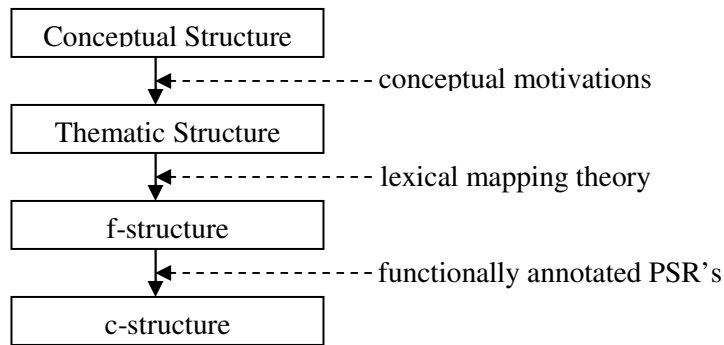 Conceptual Structure
conceptual motivations
Thematic Structure
lexical mapping theory
f-structure
functionally annotated PSR's
c-structure